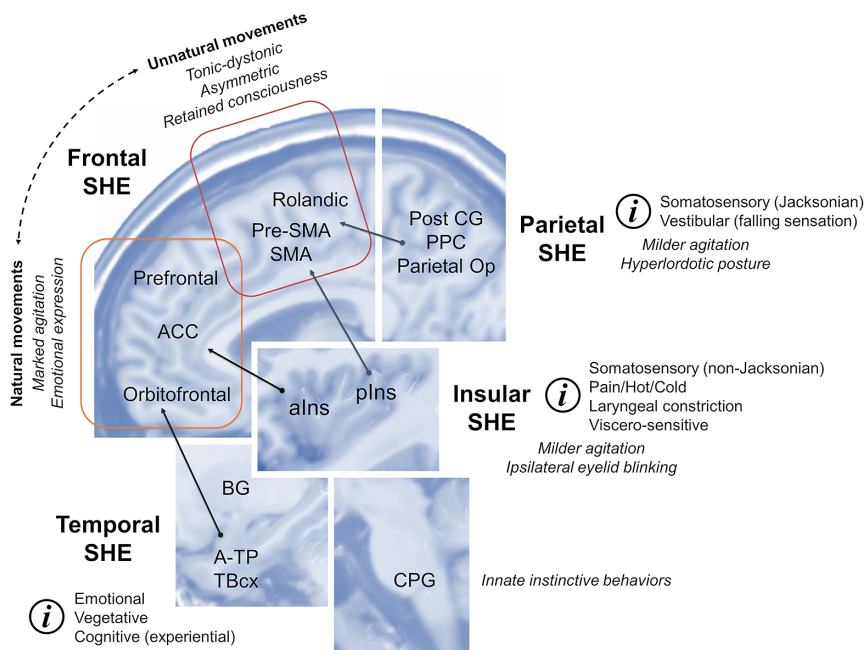 Unnatural movements
Tonic-dystonic
Asymmetric
Retained consciousness
Frontal
SHE
Natural movements
Marked agitation
Emotional expression
Rolandic
Pre-SMA
SMA
Prefrontal
ACC
Orbitofrontal
Post CG
PPC
Parietal Op
Parietal
SHE
i
Somatosensory (Jacksonian)
Vestibular (falling sensation)
Milder agitation
Hyperlordotic posture
aIns
pIns
Insular
SHE
i
Somatosensory (non-Jacksonian)
Pain/Hot/Cold
Laryngeal constriction
Viscero-sensitive
Milder agitation
Ipsilateral eyelid blinking
BG
A-TP
TBcx
Temporal
SHE
i
Emotional
Vegetative
Cognitive (experiential)
CPG
Innate instinctive behaviors